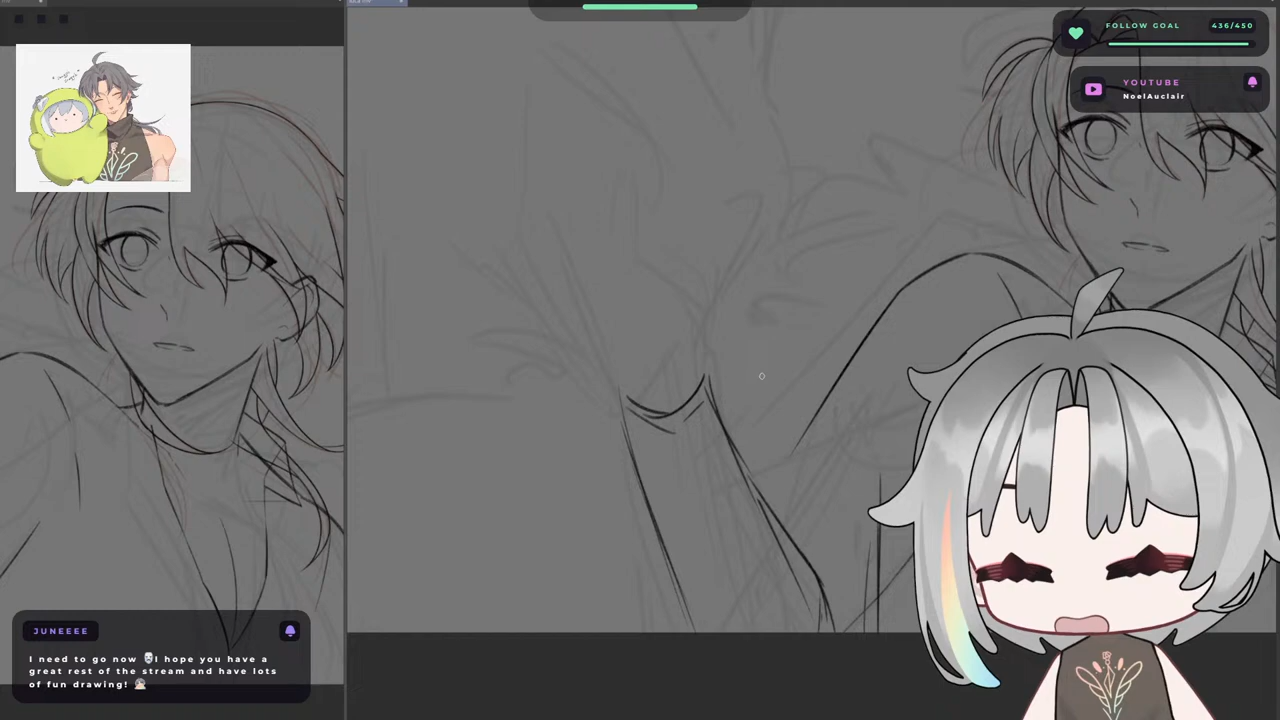 FOLLOW GOAL 436/450
YOUTUBE
NoelAuclair
JUNEEEE
I need to go now I hope you have a
great rest of the stream and have lots
of fun drawing!